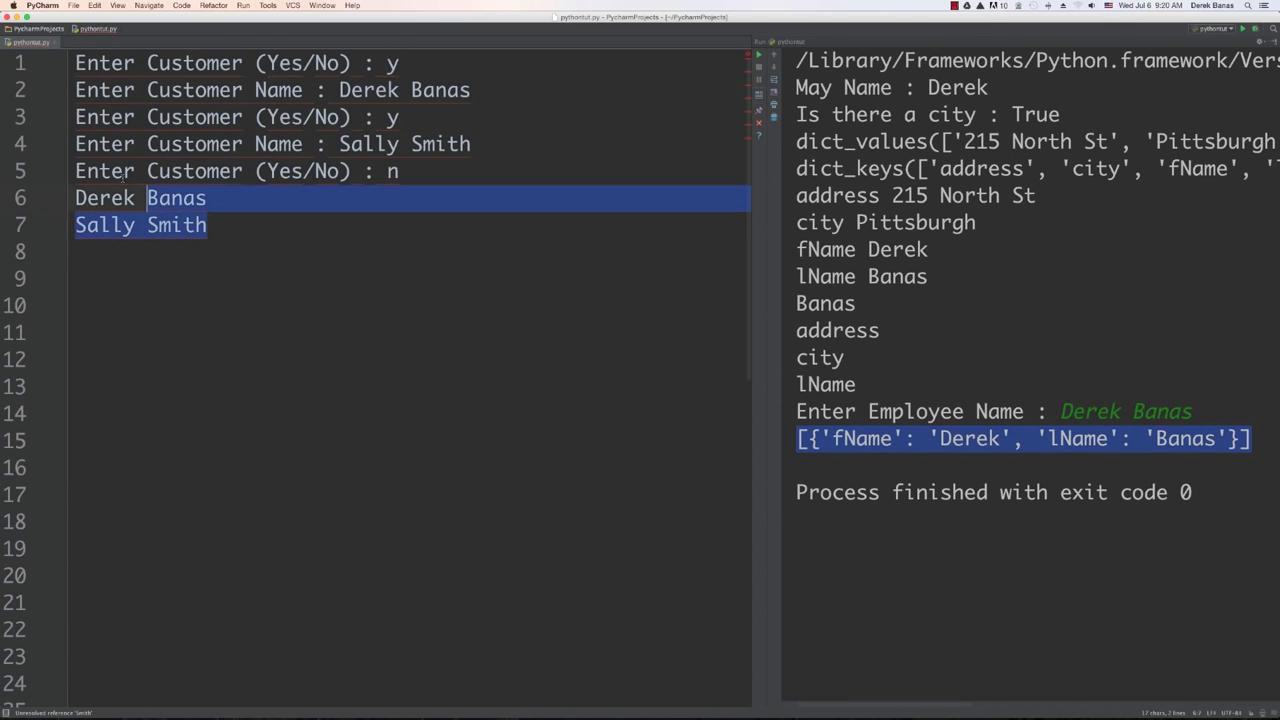 PyCharm File Edit View Navigate Code Refactor Run Tools VCS Window Help
10 Wed Jul 6 9:20 AM Derek Banas
pythontut.py - PycharmProjects - [~/PycharmProjects]
PycharmProjects pythontut.py pythontut
pythontut.py Run pythontut
1 Enter Customer (Yes/No) : y
2 Enter Customer Name : Derek Banas
3 Enter Customer (Yes/No) : y
4 Enter Customer Name : Sally Smith
5 Enter Customer (Yes/No) : n
6 Derek Banas
7 Sally Smith
8
9
10
11
12
13
14
15
16
17
18
19
20
21
22
23
24
/Library/Frameworks/Python.framework/Vers
May Name : Derek
Is there a city : True
dict_values(['215 North St', 'Pittsburgh
dict_keys(['address', 'city', 'fName', 'l
address 215 North St
city Pittsburgh
fName Derek
lName Banas
Banas
address
city
lName
Enter Employee Name : Derek Banas
[{'fName': 'Derek', 'lName': 'Banas'}]
Process finished with exit code 0
Unresolved reference 'Smith' 17 chars, 2 lines 6:7 LF UTF-8